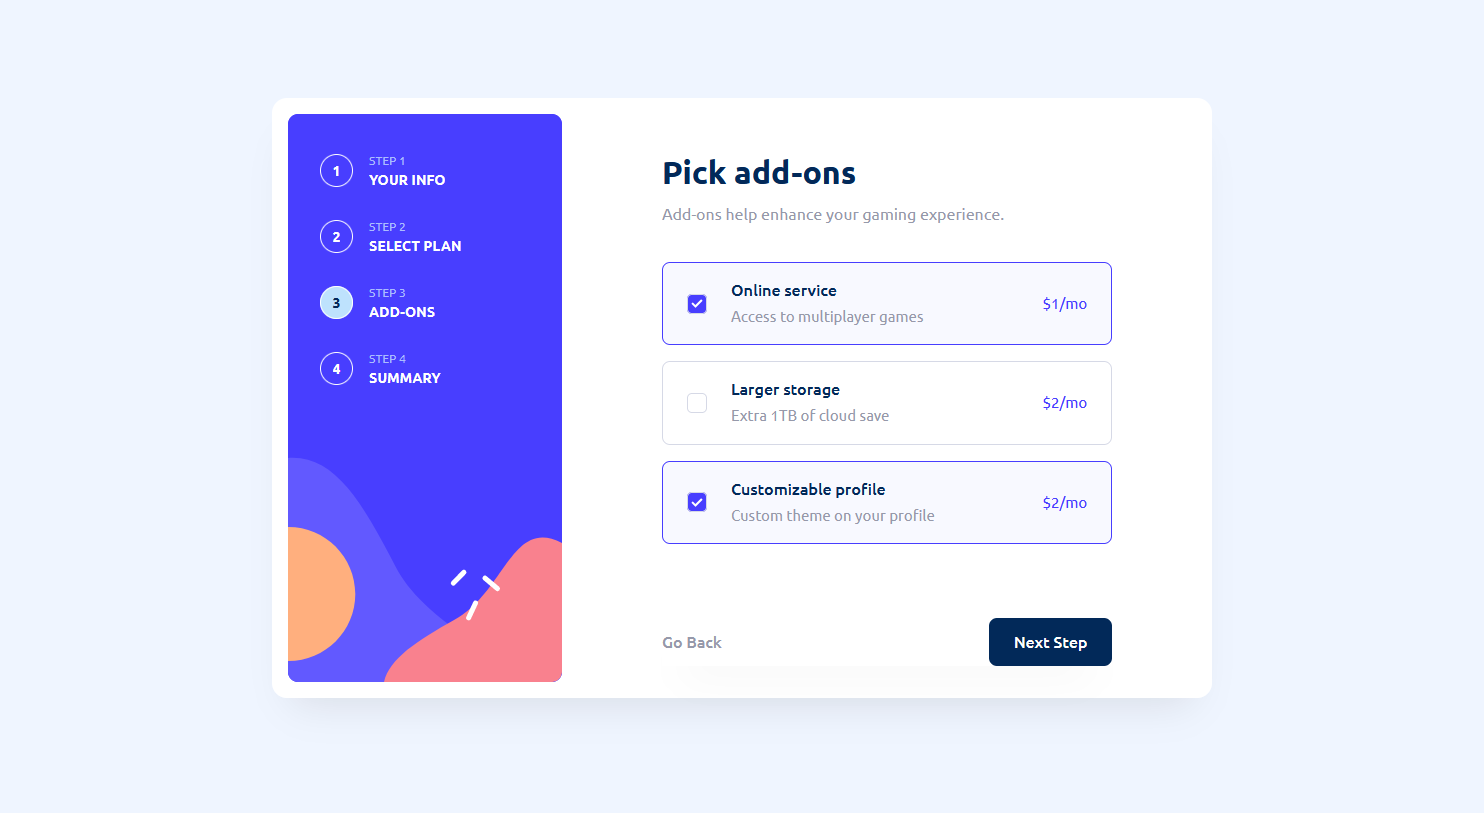 1
STEP 1
YOUR INFO
2
STEP 2
SELECT PLAN
3
STEP 3
ADD-ONS
4
STEP 4
SUMMARY
Pick add-ons
Add-ons help enhance your gaming experience.
Online service
Access to multiplayer games
$1/mo
Larger storage
Extra 1TB of cloud save
$2/mo
Customizable profile
Custom theme on your profile
$2/mo
Go Back
Next Step